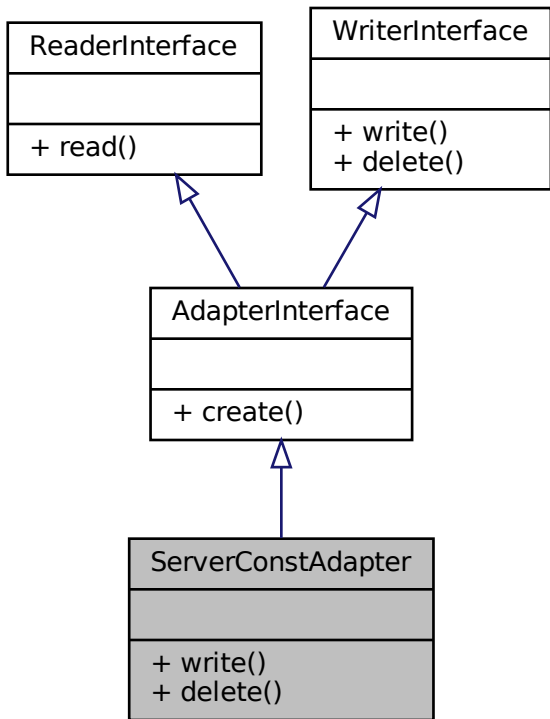 ReaderInterface
+ read()
WriterInterface
+ write()
+ delete()
AdapterInterface
+ create()
ServerConstAdapter
+ write()
+ delete()